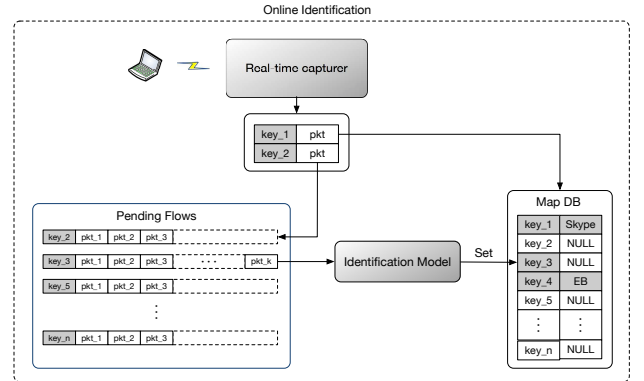 Online Identification
Real-time capturer
key_1 pkt
key_2 pkt
Pending Flows
key_2 pkt_1 pkt_2 pkt_3
key_3 pkt_1 pkt_2 pkt_3 · · · pkt_k
key_5 pkt_1 pkt_2 pkt_3
⋮
key_n pkt_1 pkt_2 pkt_3
Identification Model
Set
Map DB
key_1 Skype
key_2 NULL
key_3 NULL
key_4 EB
key_5 NULL
⋮ ⋮
key_n NULL